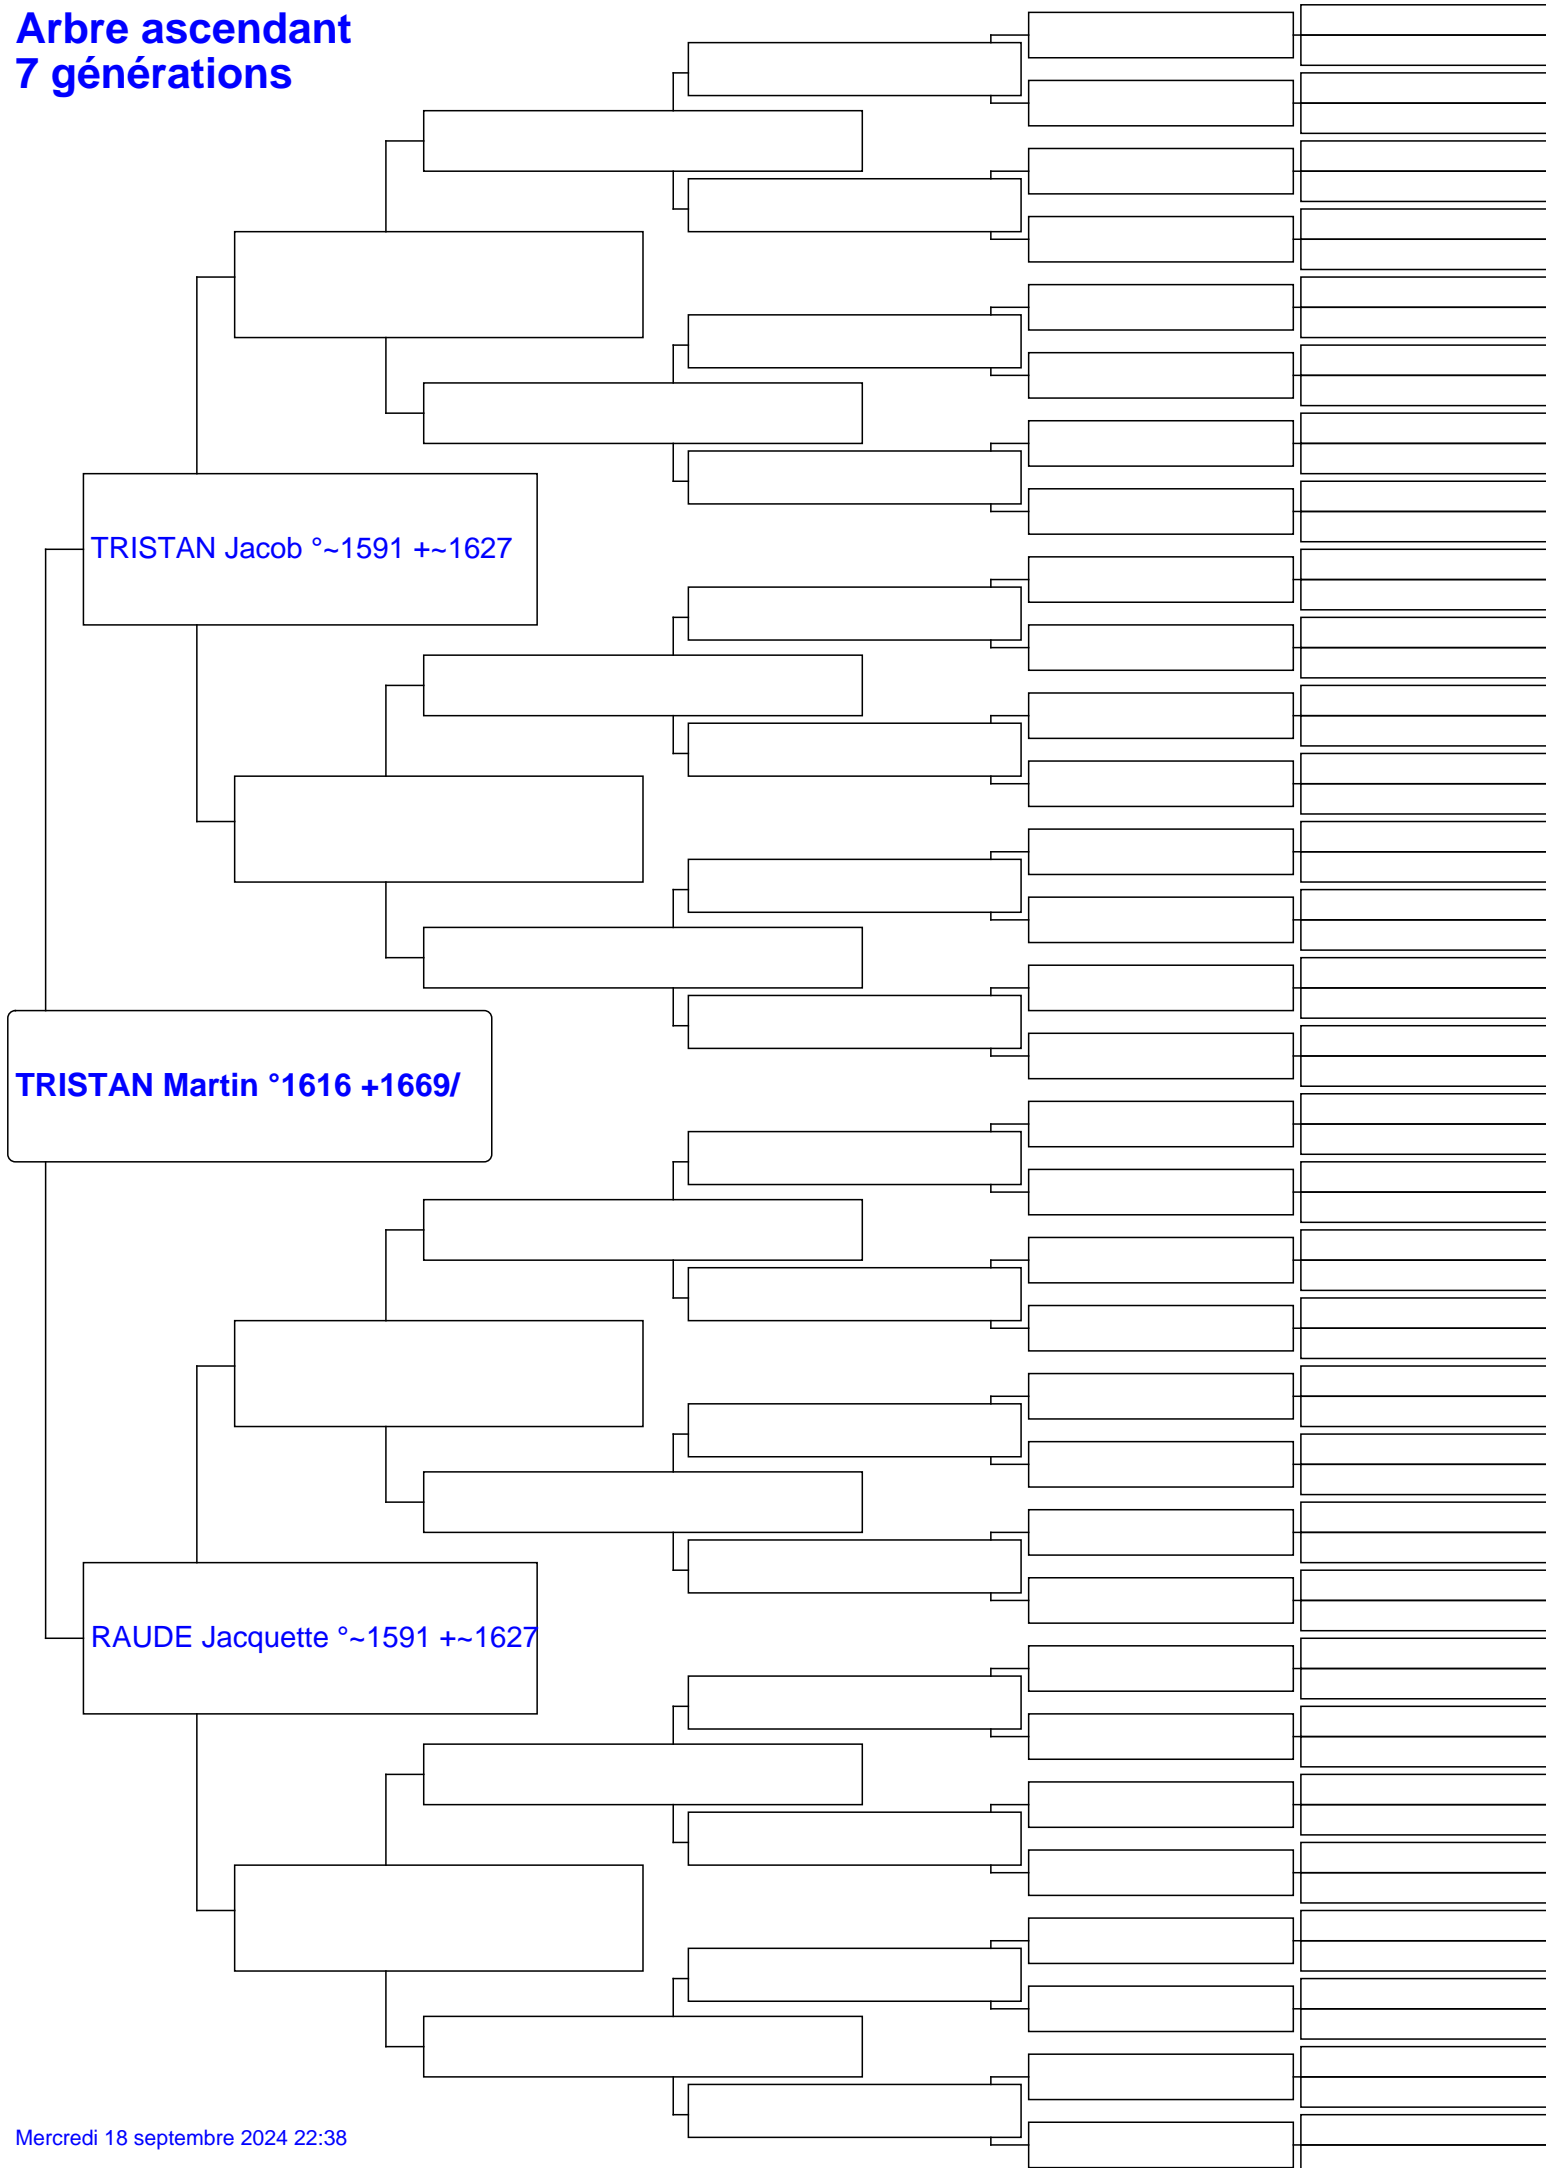 Arbre ascendant
7 générations
TRISTAN Jacob °~1591 +~1627
TRISTAN Martin °1616 +1669/
RAUDE Jacquette °~1591 +~1627
Mercredi 18 septembre 2024 22:38